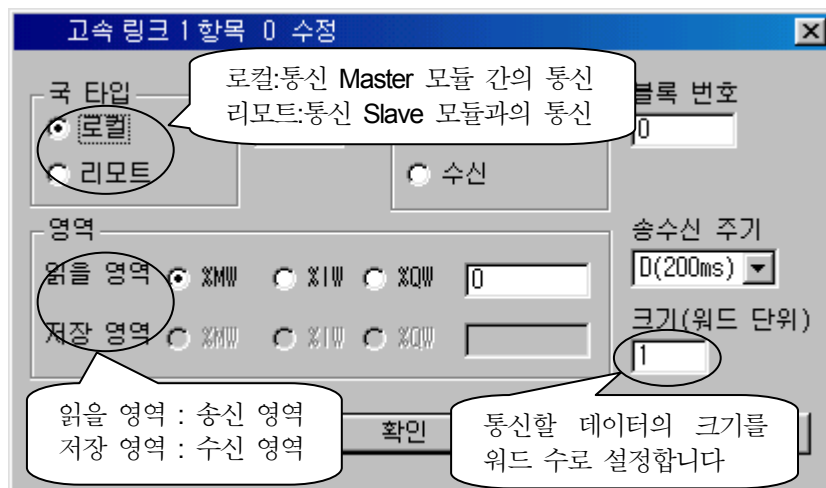 고속 링크 1 항목 0 수정
로컬:통신 Master 모듈 간의 통신
리모트:통신 Slave 모듈과의 통신
국 타입
블록 번호
로컬
0
리모트
수신
영역
송수신 주기
읽을 영역 %MW %IW %QW 0
D(200ms)
저장 영역 %MW %IW %QW
크기(워드 단위)
1
읽을 영역 : 송신 영역
저장 영역 : 수신 영역
확인
통신할 데이터의 크기를
워드 수로 설정합니다